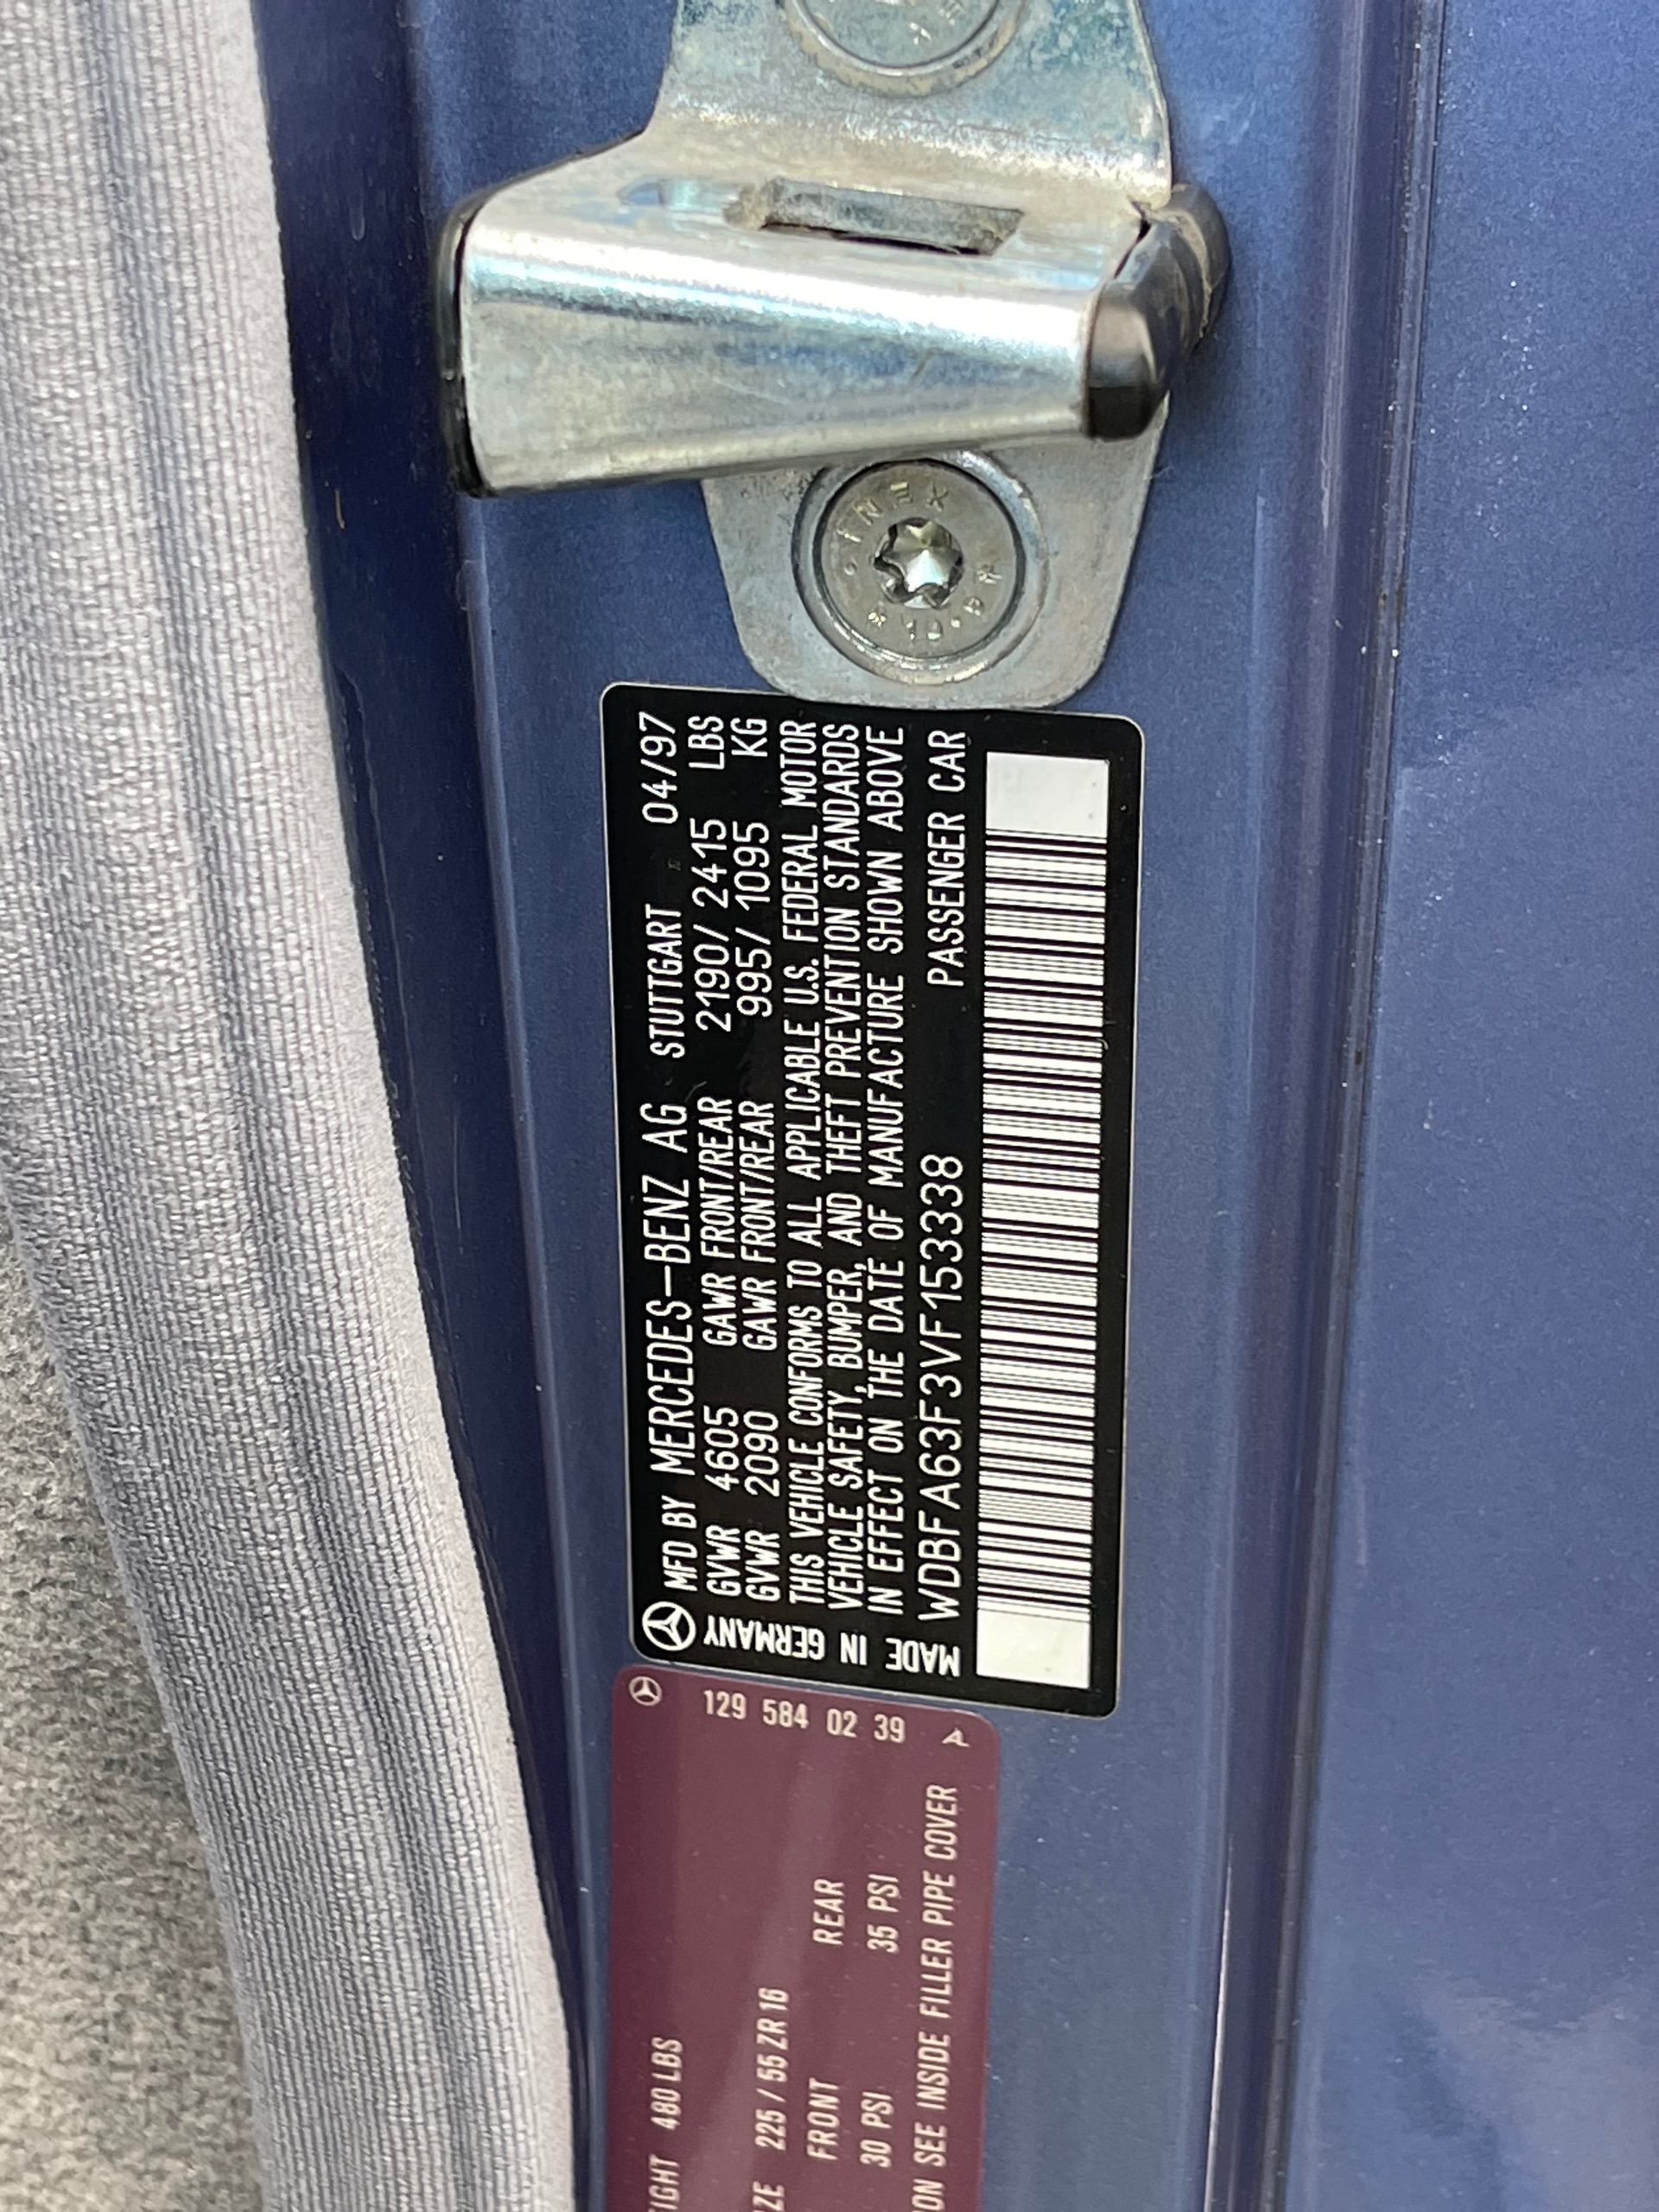 MFD BY MERCEDES-BENZ AG STUTTGART 04/97
GVWR 4605 GAWR FRONT/REAR 2190/ 2415 LBS
GVWR 2090 GAWR FRONT/REAR 995/ 1095 KG
THIS VEHICLE CONFORMS TO ALL APPLICABLE U.S. FEDERAL MOTOR
VEHICLE SAFETY, BUMPER, AND THEFT PREVENTION STANDARDS
IN EFFECT ON THE DATE OF MANUFACTURE SHOWN ABOVE
WDBFA63F3VF153338 PASSENGER CAR
MADE IN GERMANY
129 584 02 39 A
480 LBS
225 / 55 ZR 16
FRONT REAR
30 PSI 35 PSI
SEE INSIDE FILLER PIPE COVER